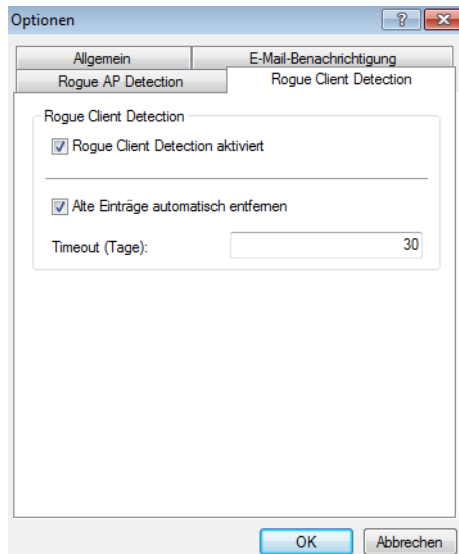 Optionen
Allgemein
E-Mail-Benachrichtigung
Rogue AP Detection
Rogue Client Detection
Rogue Client Detection
Rogue Client Detection aktiviert
Alte Einträge automatisch entfernen
Timeout (Tage): 30
OK
Abbrechen